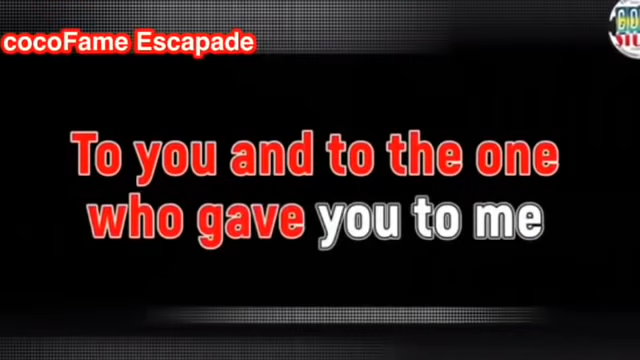 cocoFame Escapade
To you and to the one
who gave you to me